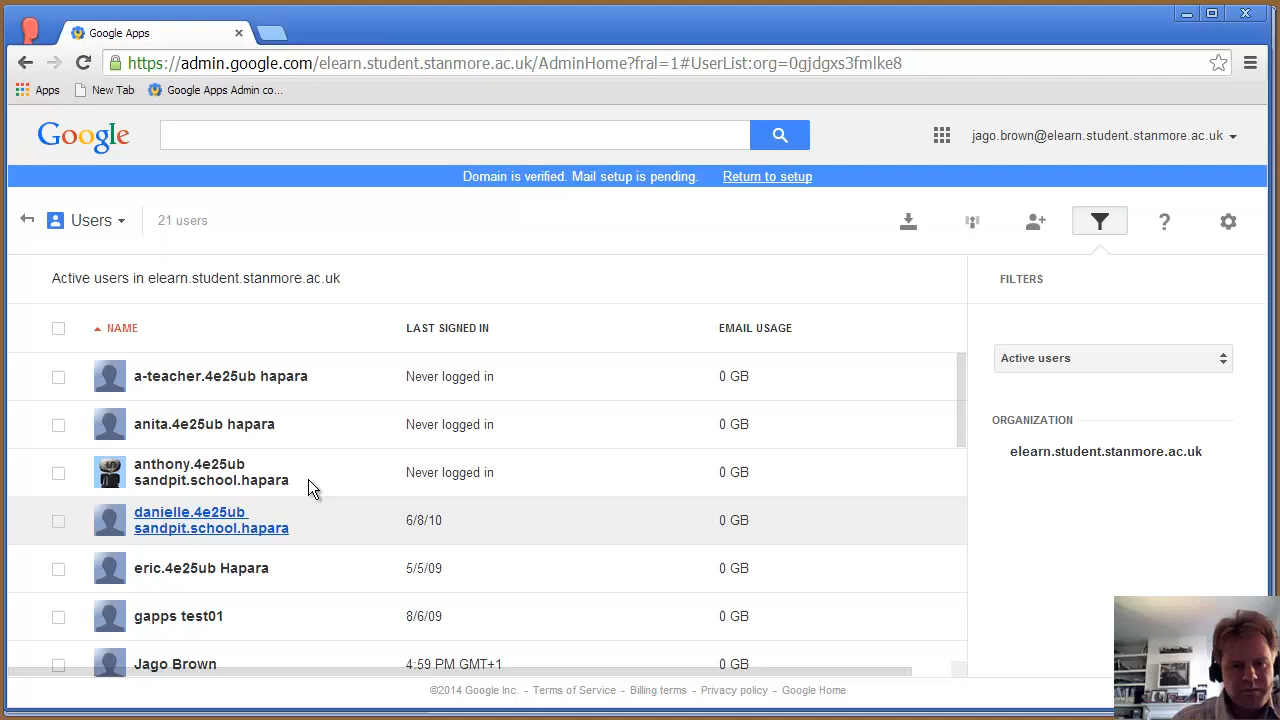 Google Apps
https://admin.google.com/elearn.student.stanmore.ac.uk/AdminHome?fral=1#UserList:org=0gjdgxs3fmlke8
Apps New Tab Google Apps Admin co...
Google
jago.brown@elearn.student.stanmore.ac.uk
Domain is verified. Mail setup is pending. Return to setup
Users 21 users
?
Active users in elearn.student.stanmore.ac.uk
FILTERS
NAME LAST SIGNED IN EMAIL USAGE
Active users
a-teacher.4e25ub hapara Never logged in 0 GB
ORGANIZATION
anita.4e25ub hapara Never logged in 0 GB
elearn.student.stanmore.ac.uk
anthony.4e25ub
sandpit.school.hapara Never logged in 0 GB
danielle.4e25ub
sandpit.school.hapara 6/8/10 0 GB
eric.4e25ub Hapara 5/5/09 0 GB
gapps test01 8/6/09 0 GB
Jago Brown 4:59 PM GMT+1 0 GB
©2014 Google Inc. - Terms of Service - Billing terms - Privacy policy - Google Home